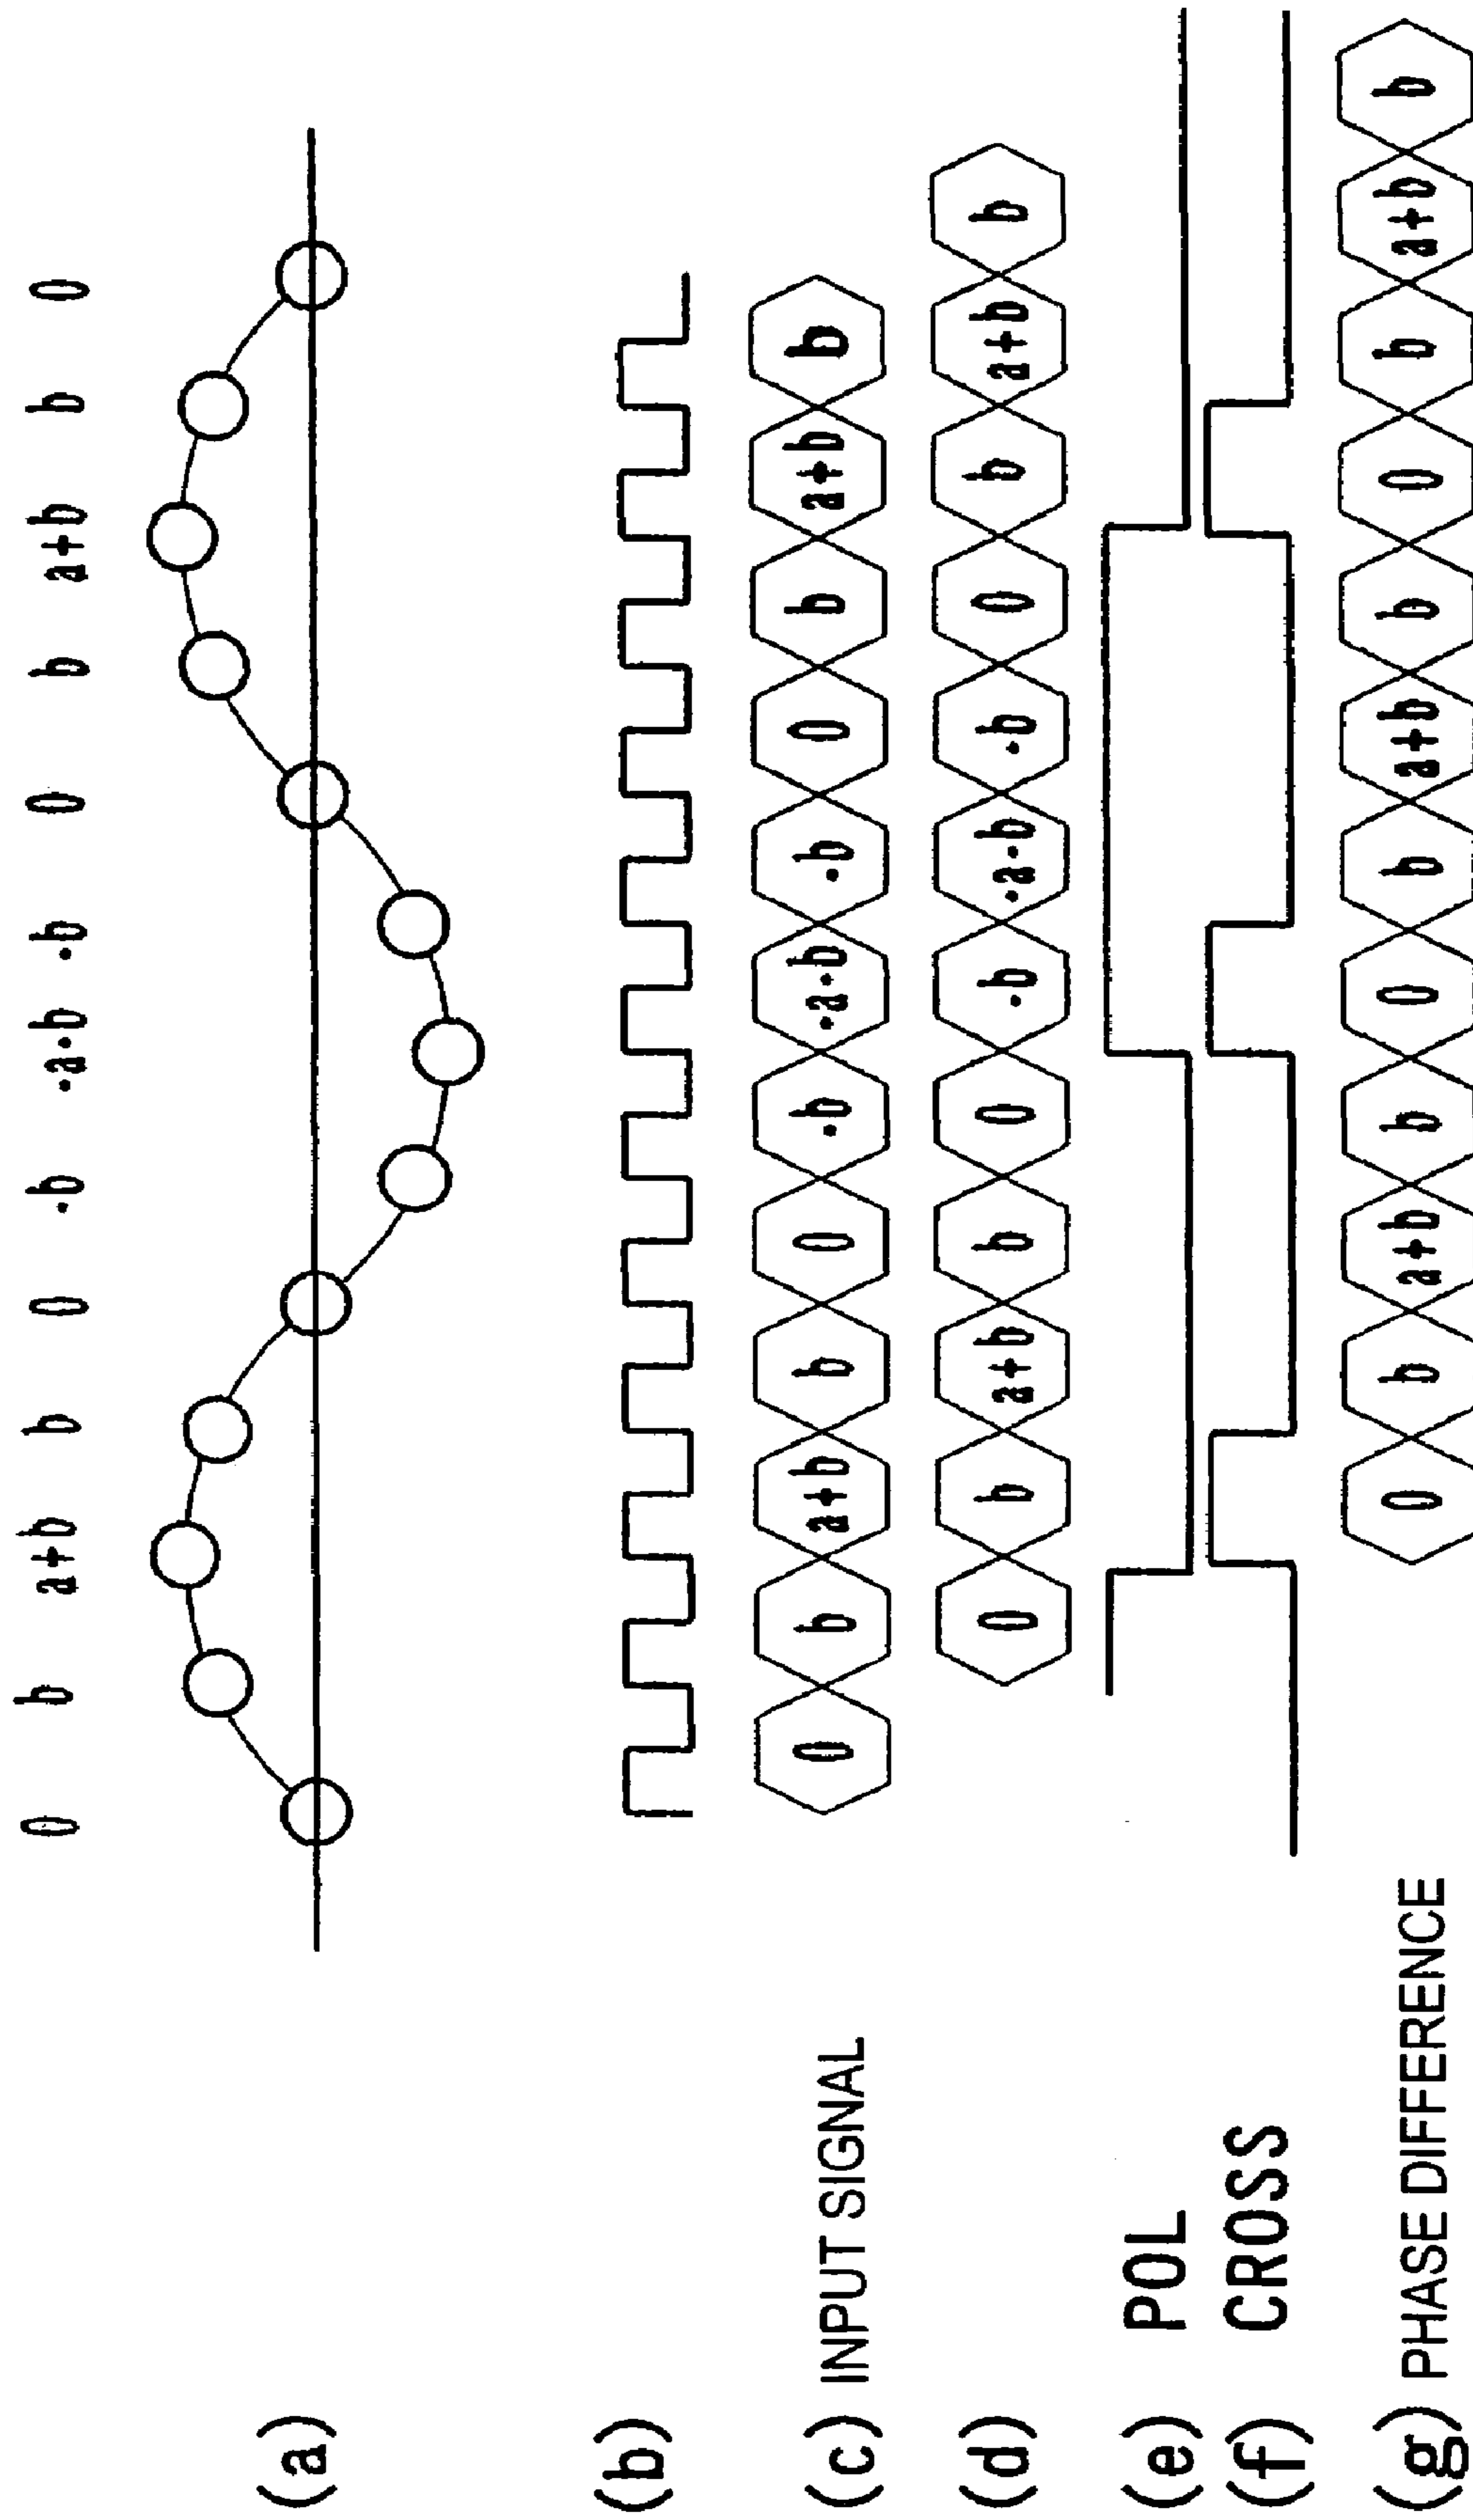 0 b a+b b 0 -b -a-b -b 0 b a+b b 0
(a)
(b)
(c) INPUT SIGNAL 0 b a+b b 0 -b -a-b -b 0 b a+b b
(d) 0 b a+b b 0 -b -a-b -b 0 b a+b b
(e) POL
(f) CROSS
(g) PHASE DIFFERENCE 0 b a+b b 0 b a+b b 0 b a+b b